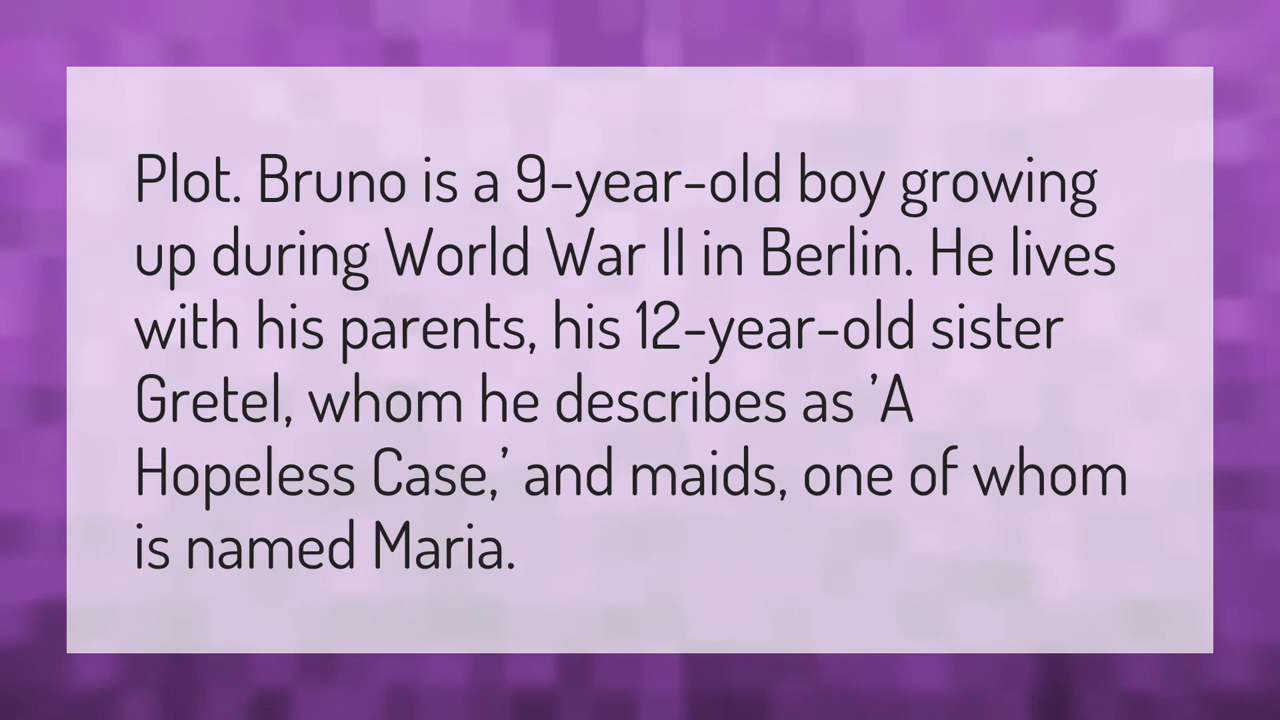 Plot. Bruno is a 9-year-old boy growing
up during World War II in Berlin. He lives
with his parents, his 12-year-old sister
Gretel, whom he describes as ’A
Hopeless Case,’ and maids, one of whom
is named Maria.